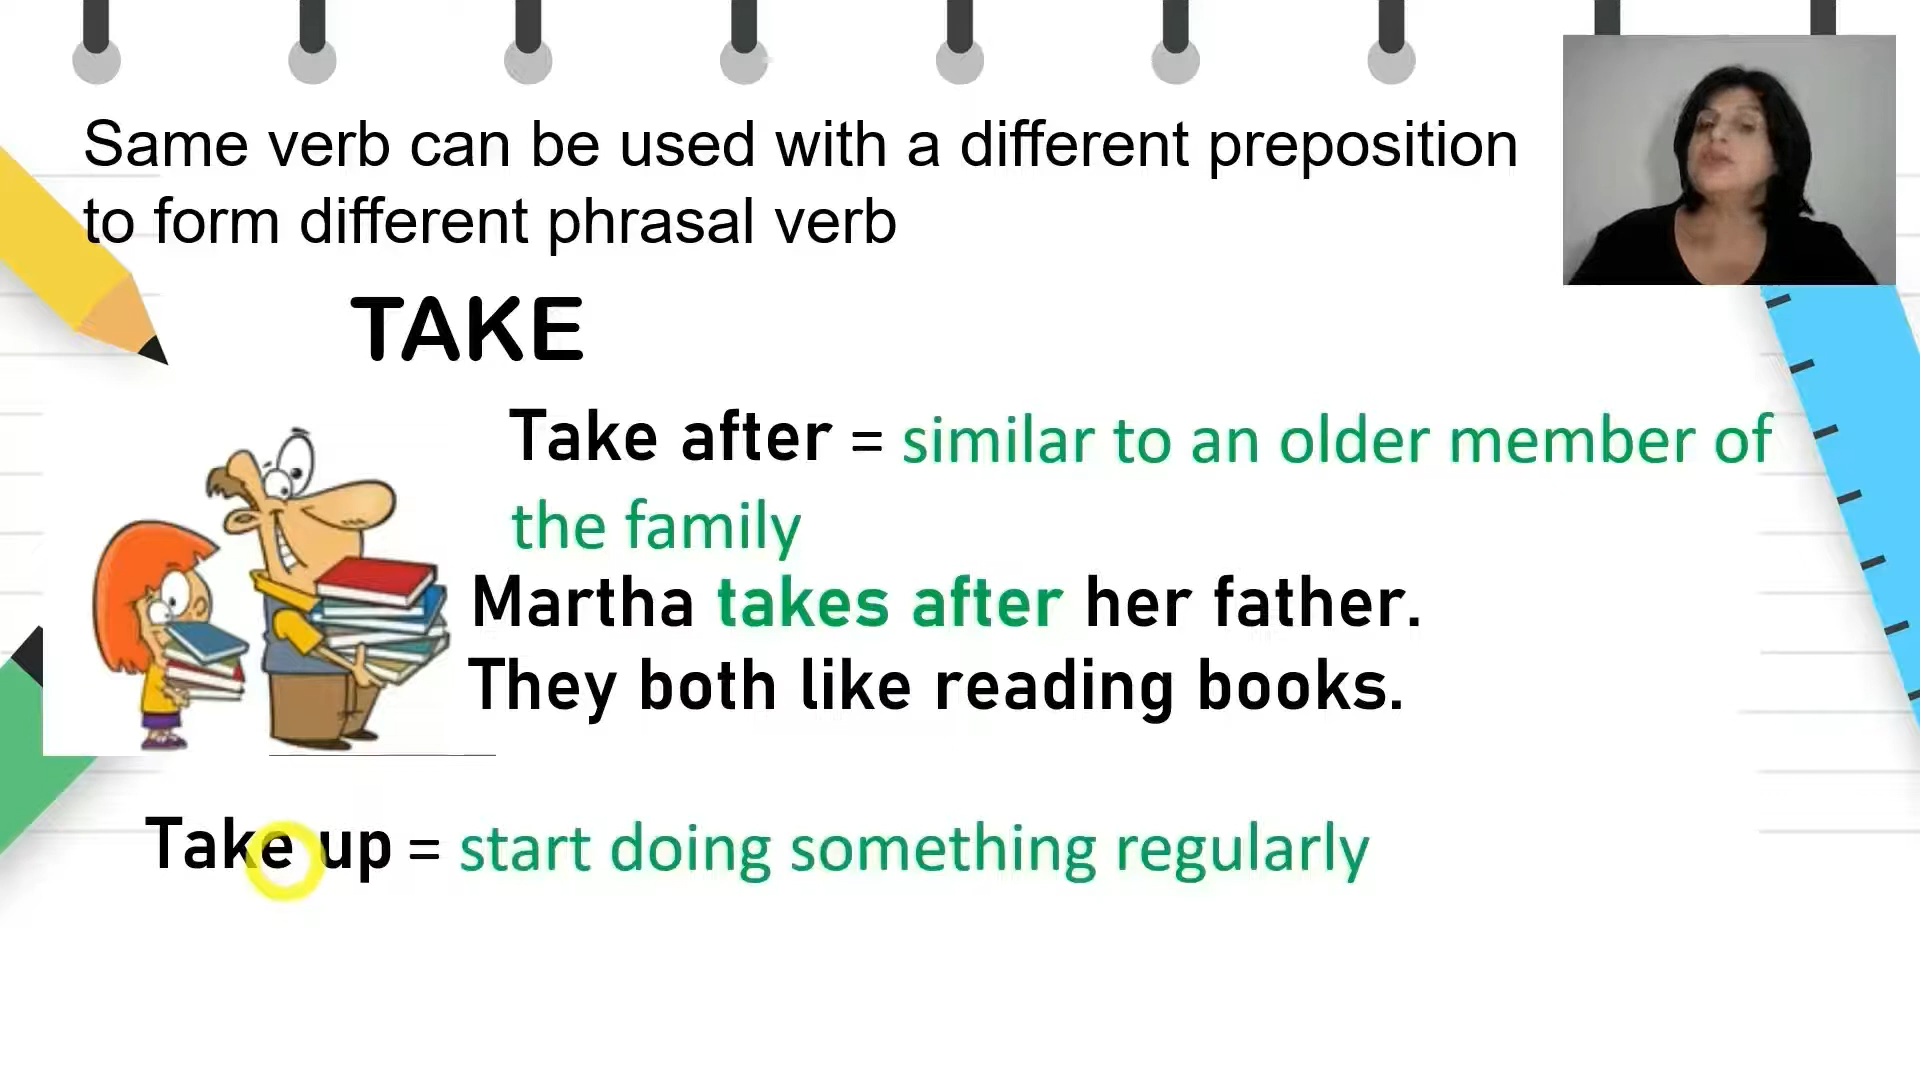 Same verb can be used with a different preposition
to form different phrasal verb
TAKE
Take after = similar to an older member of
the family
Martha takes after her father.
They both like reading books.
Take up = start doing something regularly